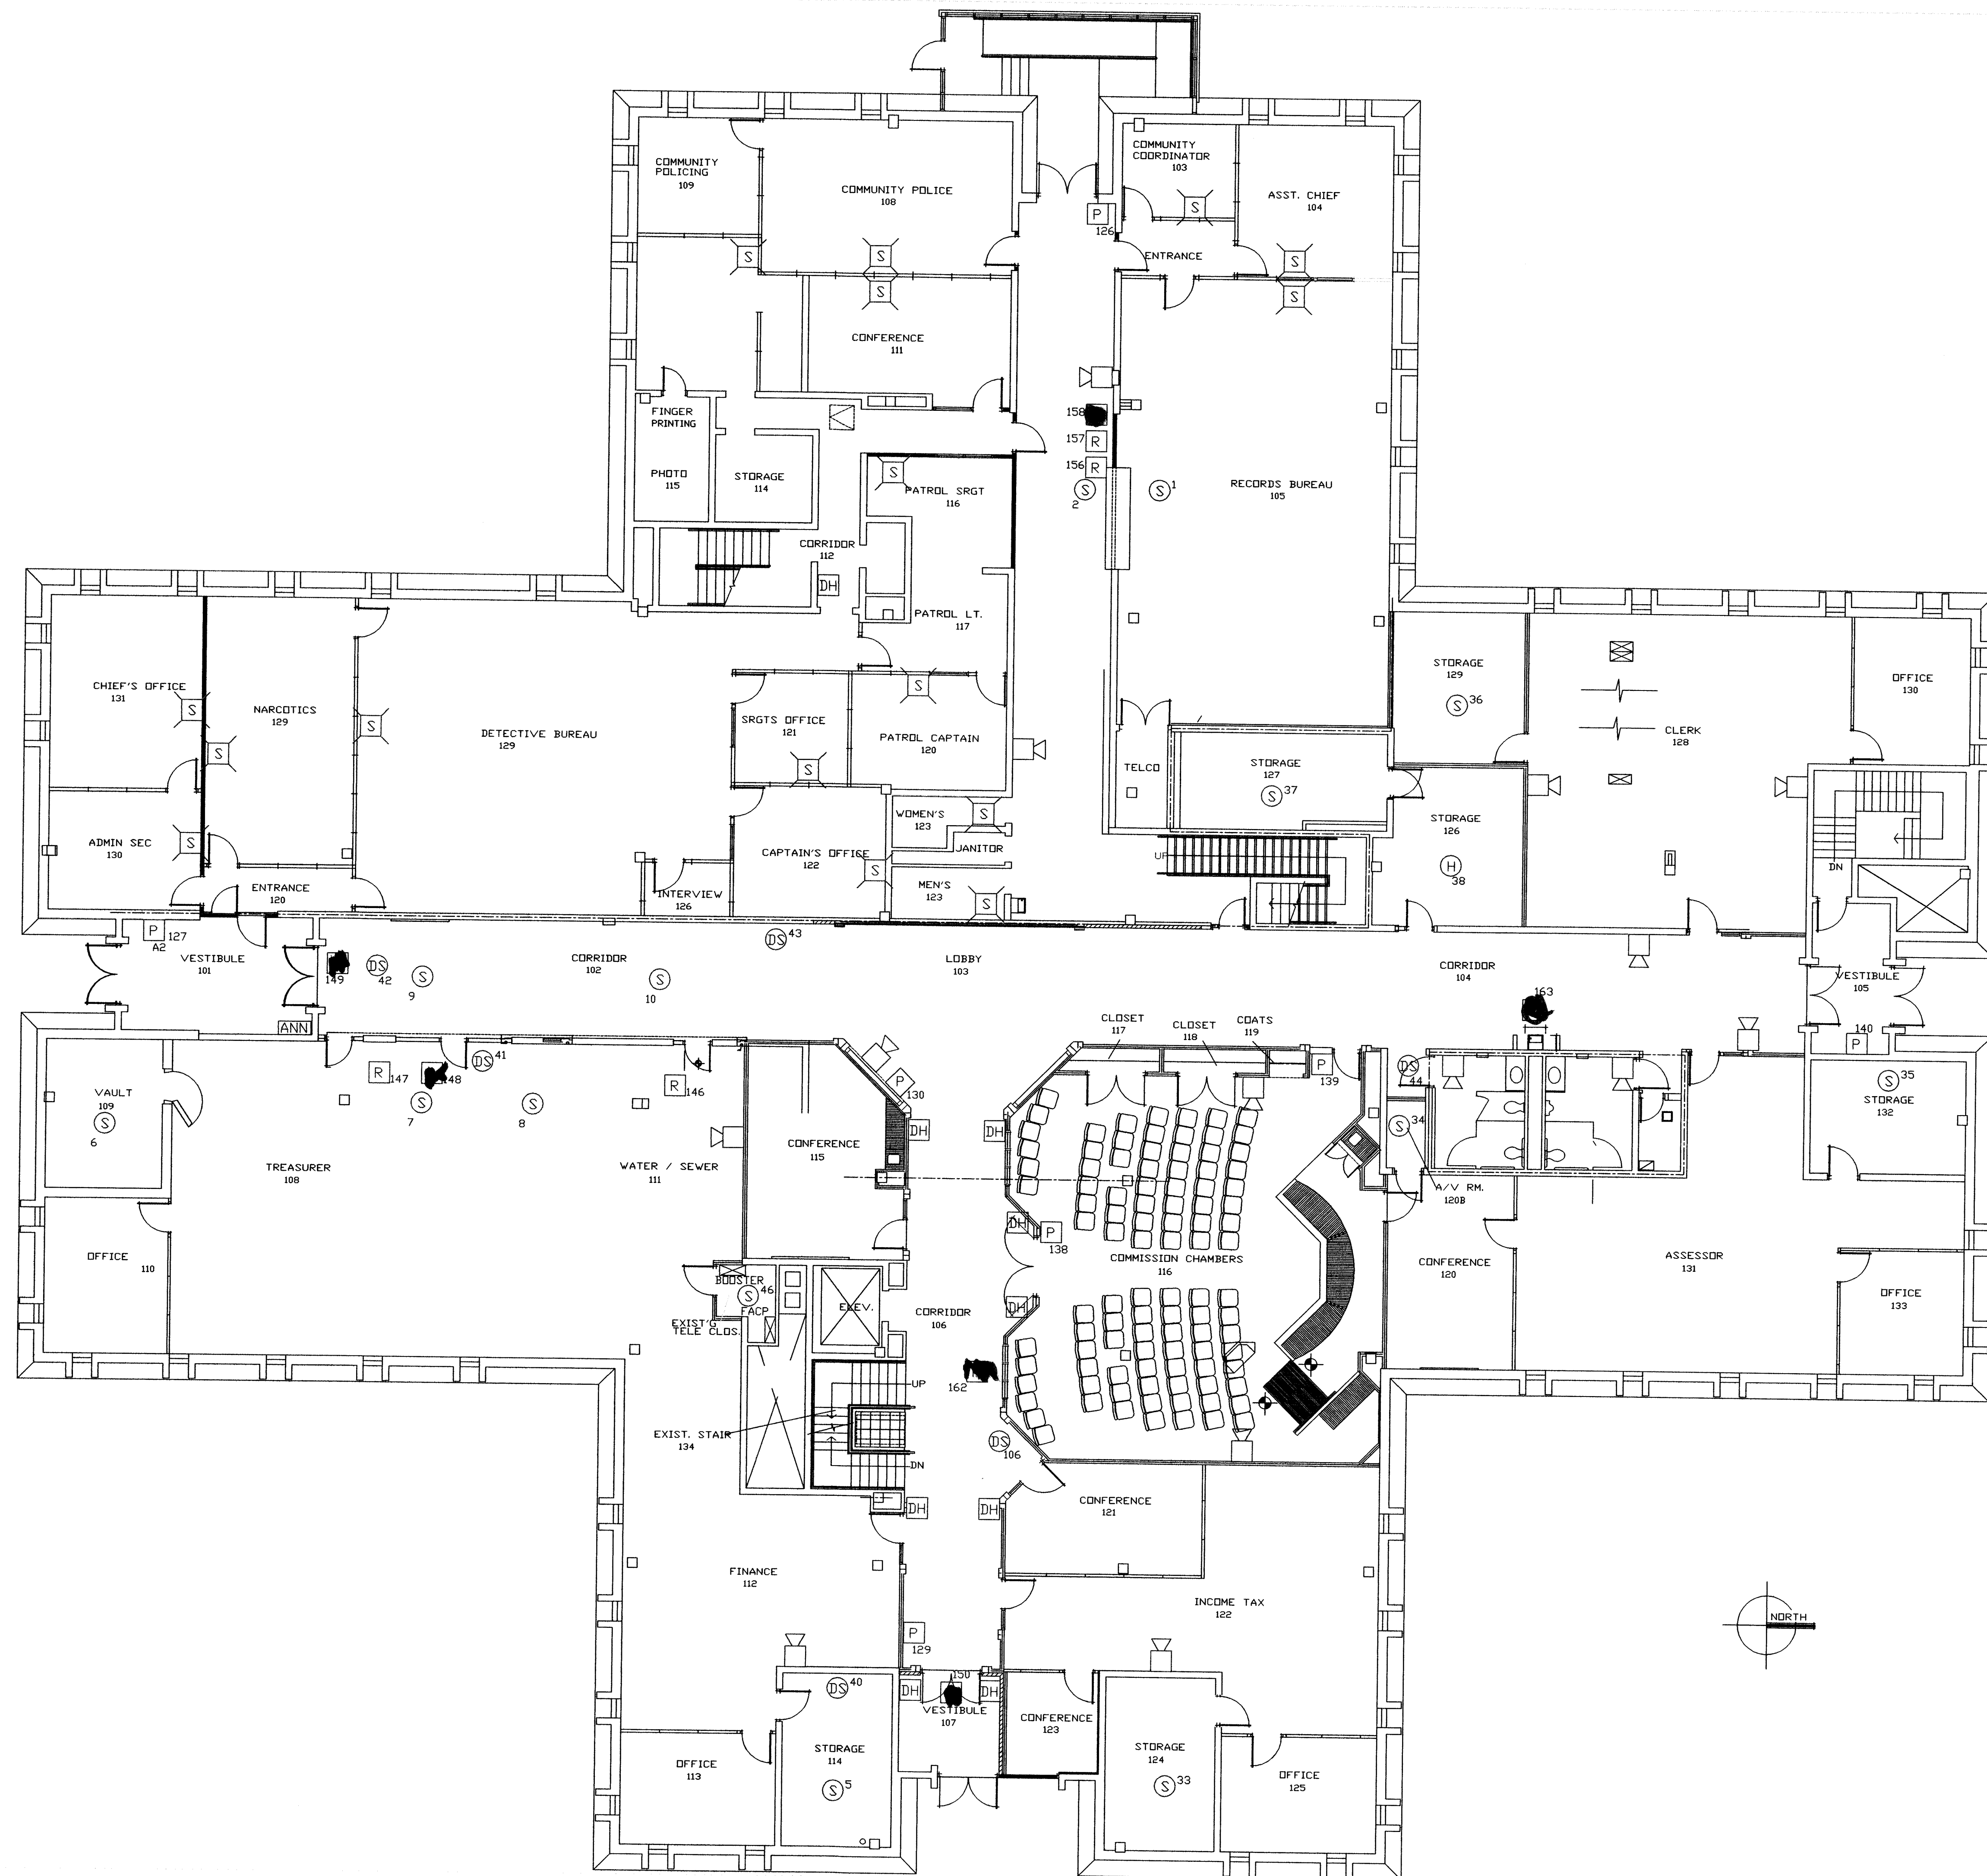 COMMUNITY
POLICING
109
COMMUNITY POLICE
108
COMMUNITY
COORDINATOR
103
ASST. CHIEF
104
S
P
126
ENTRANCE
S
S
S
S
S
CONFERENCE
111
FINGER
PRINTING
PHOTO
115
STORAGE
114
S
PATROL SRGT
116
158
157 R
156 R
S
2
S 1
RECORDS BUREAU
105
CORRIDOR
112
DH
PATROL LT.
117
CHIEF'S OFFICE
131
S
NARCOTICS
129
S
S
DETECTIVE BUREAU
129
SRGTS OFFICE
121
S
S
PATROL CAPTAIN
120
TELCO
STORAGE
127
S 37
STORAGE
129
S 36
CLERK
128
OFFICE
130
ADMIN SEC
130
S
ENTRANCE
120
INTERVIEW
126
CAPTAIN'S OFFICE
122
S
WOMEN'S
123
S
JANITOR
MEN'S
123
S
UP
STORAGE
126
H
38
DN
P 127
A2
VESTIBULE
101
149
DS
42
S
9
CORRIDOR
102
S
10
DS 43
LOBBY
103
CORRIDOR
104
VESTIBULE
105
163
140
P
ANN
VAULT
109
S
6
R 147
148
DS 41
S
7
S
8
R 146
P
130
CLOSET
117
CLOSET
118
COATS
119
P
139
DS
44
S 34
A/V RM.
120B
S 35
STORAGE
132
TREASURER
108
WATER / SEWER
111
CONFERENCE
115
DH
DH
DH
P
138
COMMISSION CHAMBERS
116
CONFERENCE
120
ASSESSOR
131
OFFICE
110
OFFICE
133
BOOSTER
S 46
FACP
EXIST'G
TELE CLOS.
ELEV.
CORRIDOR
106
DH
162
UP
EXIST. STAIR
134
DN
DS
106
DH
DH
CONFERENCE
121
FINANCE
112
INCOME TAX
122
NORTH
P
129
150
DS 40
DH
DH
VESTIBULE
107
CONFERENCE
123
STORAGE
114
S 5
OFFICE
113
STORAGE
124
S 33
OFFICE
125